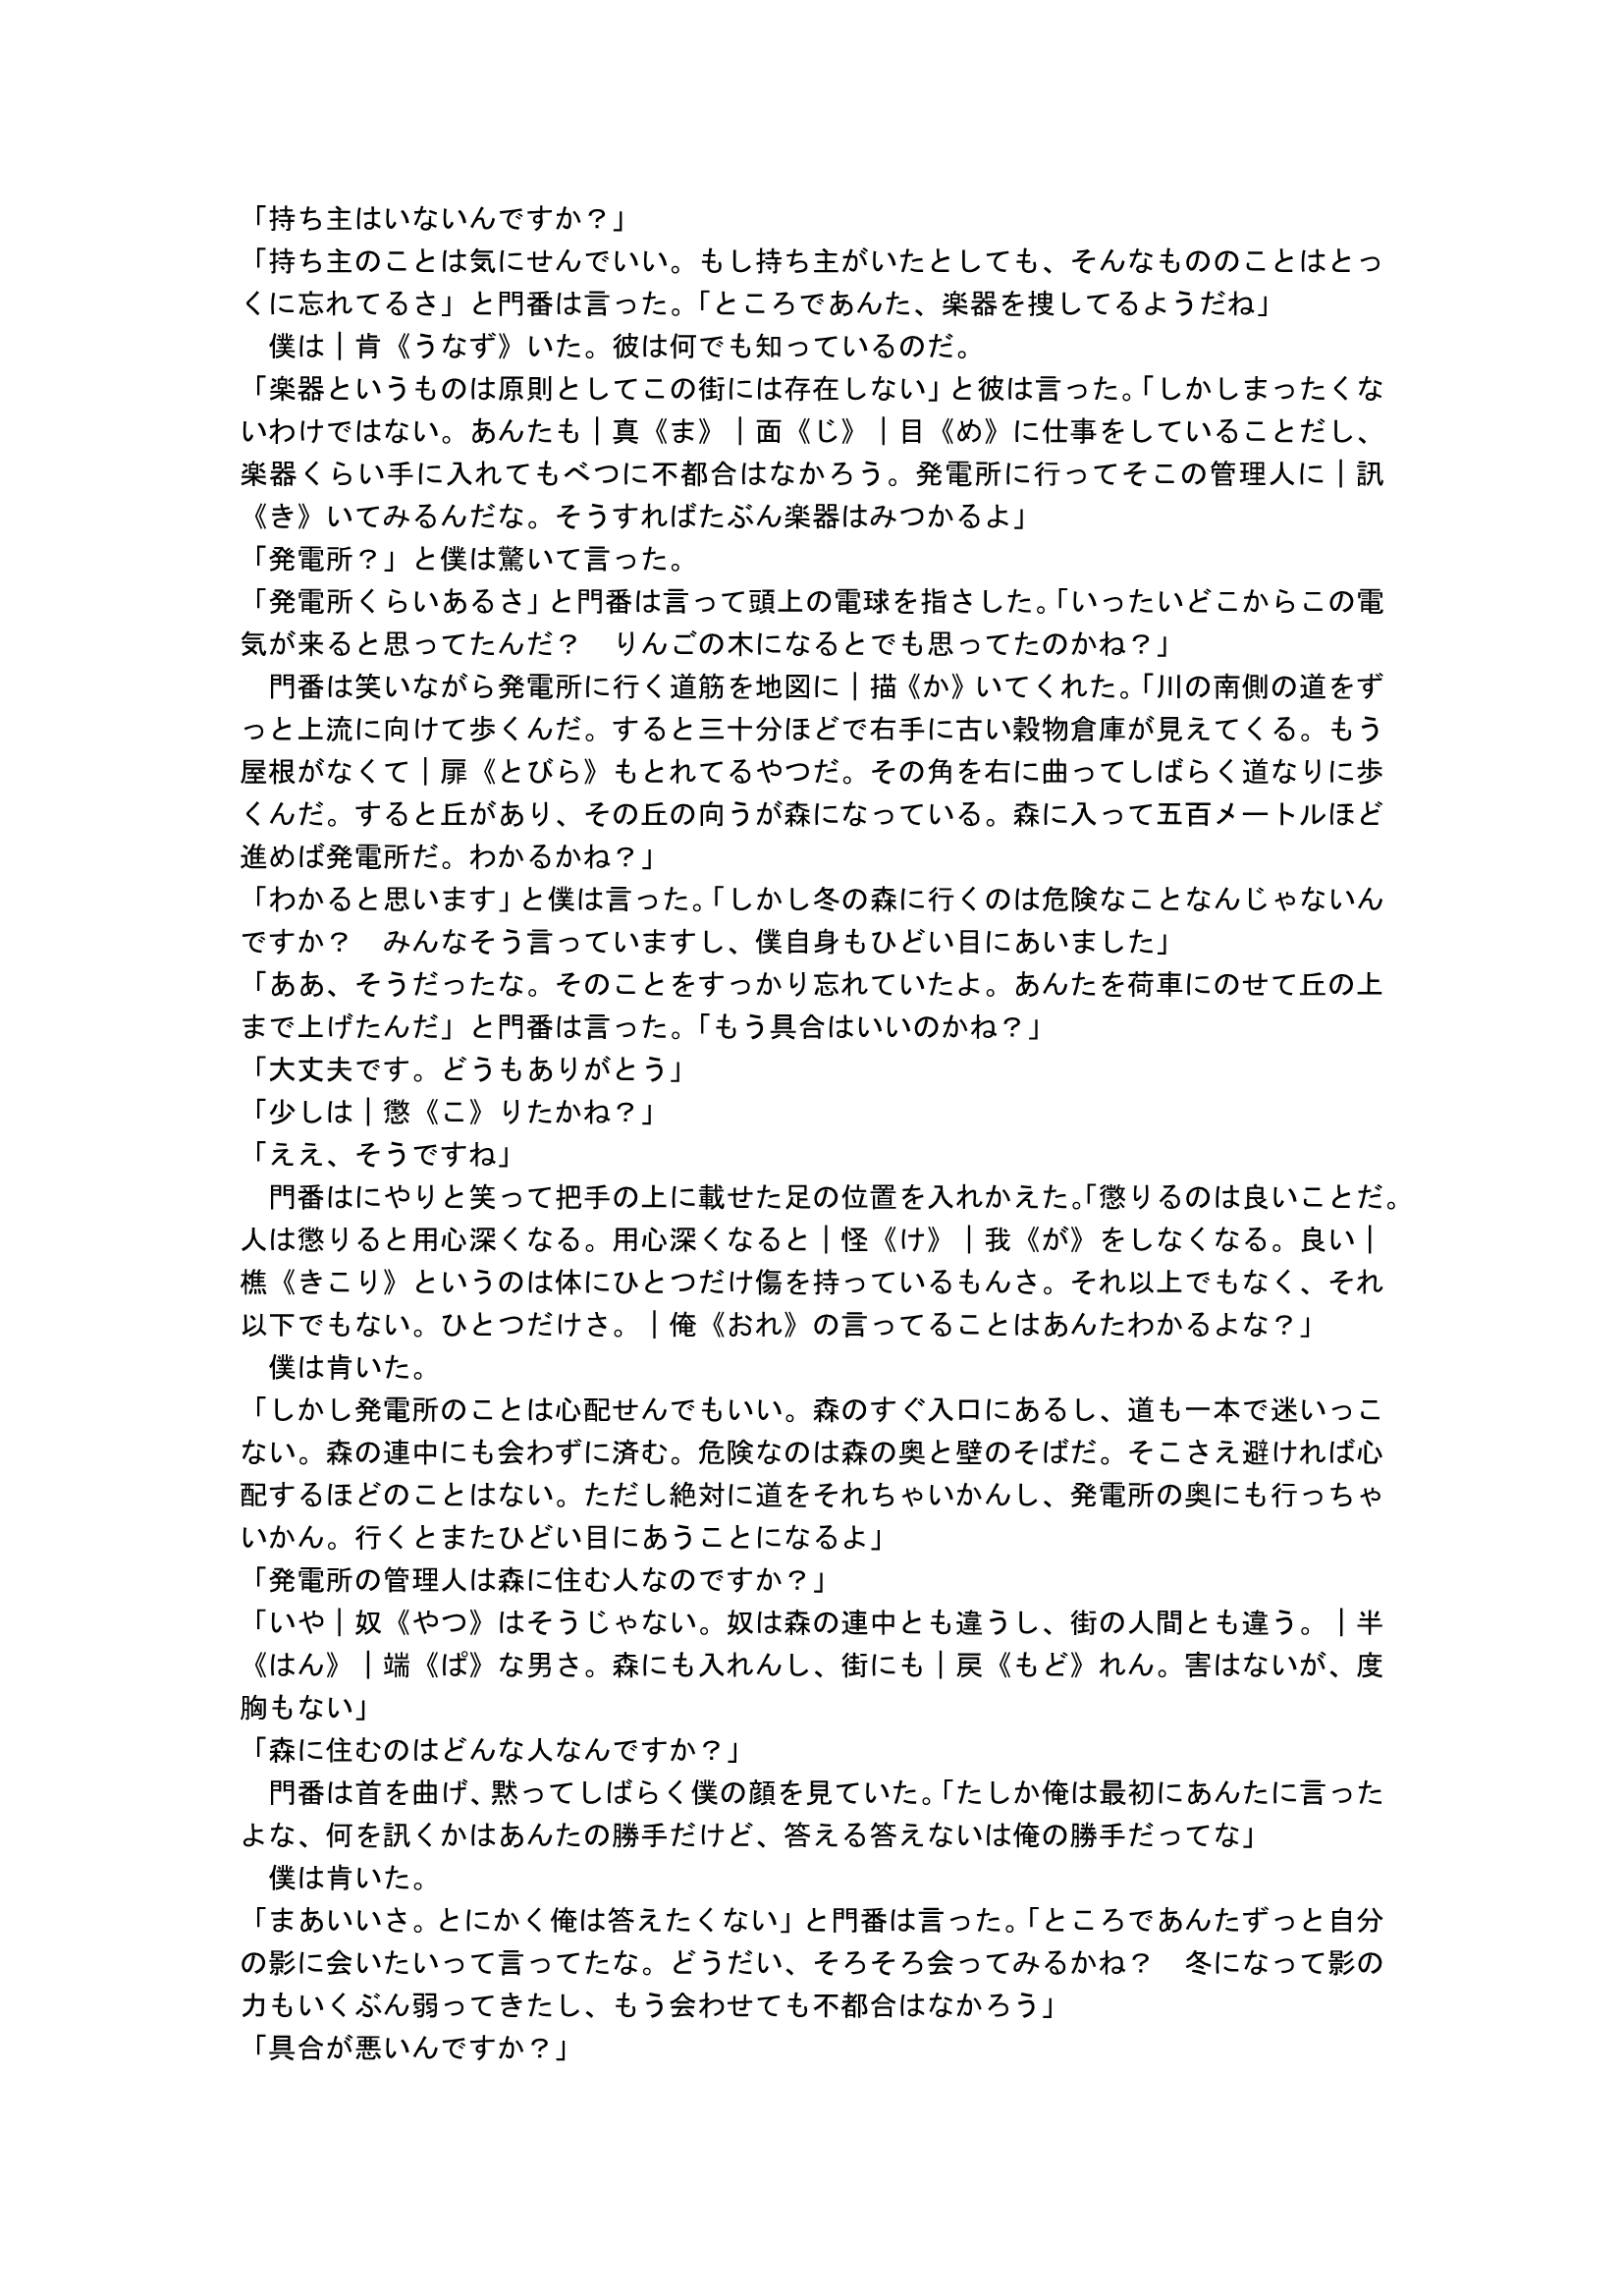 「持ち主はいないんですか？」
「持ち主のことは気にせんでいい。もし持ち主がいたとしても、そんなもののことはとっ
くに忘れてるさ」と門番は言った。「ところであんた、楽器を捜してるようだね」
　僕は｜肯《うなず》いた。彼は何でも知っているのだ。
「楽器というものは原則としてこの街には存在しない」と彼は言った。「しかしまったくな
いわけではない。あんたも｜真《ま》｜面《じ》｜目《め》に仕事をしていることだし、
楽器くらい手に入れてもべつに不都合はなかろう。発電所に行ってそこの管理人に｜訊
《き》いてみるんだな。そうすればたぶん楽器はみつかるよ」
「発電所？」と僕は驚いて言った。
「発電所くらいあるさ」と門番は言って頭上の電球を指さした。「いったいどこからこの電
気が来ると思ってたんだ？　りんごの木になるとでも思ってたのかね？」
　門番は笑いながら発電所に行く道筋を地図に｜描《か》いてくれた。「川の南側の道をず
っと上流に向けて歩くんだ。すると三十分ほどで右手に古い穀物倉庫が見えてくる。もう
屋根がなくて｜扉《とびら》もとれてるやつだ。その角を右に曲ってしばらく道なりに歩
くんだ。すると丘があり、その丘の向うが森になっている。森に入って五百メートルほど
進めば発電所だ。わかるかね？」
「わかると思います」と僕は言った。「しかし冬の森に行くのは危険なことなんじゃないん
ですか？　みんなそう言っていますし、僕自身もひどい目にあいました」
「ああ、そうだったな。そのことをすっかり忘れていたよ。あんたを荷車にのせて丘の上
まで上げたんだ」と門番は言った。「もう具合はいいのかね？」
「大丈夫です。どうもありがとう」
「少しは｜懲《こ》りたかね？」
「ええ、そうですね」
　門番はにやりと笑って把手の上に載せた足の位置を入れかえた。「懲りるのは良いことだ。
人は懲りると用心深くなる。用心深くなると｜怪《け》｜我《が》をしなくなる。良い｜
樵《きこり》というのは体にひとつだけ傷を持っているもんさ。それ以上でもなく、それ
以下でもない。ひとつだけさ。｜俺《おれ》の言ってることはあんたわかるよな？」
　僕は肯いた。
「しかし発電所のことは心配せんでもいい。森のすぐ入口にあるし、道も一本で迷いっこ
ない。森の連中にも会わずに済む。危険なのは森の奥と壁のそばだ。そこさえ避ければ心
配するほどのことはない。ただし絶対に道をそれちゃいかんし、発電所の奥にも行っちゃ
いかん。行くとまたひどい目にあうことになるよ」
「発電所の管理人は森に住む人なのですか？」
「いや｜奴《やつ》はそうじゃない。奴は森の連中とも違うし、街の人間とも違う。｜半
《はん》｜端《ぱ》な男さ。森にも入れんし、街にも｜戻《もど》れん。害はないが、度
胸もない」
「森に住むのはどんな人なんですか？」
　門番は首を曲げ、黙ってしばらく僕の顔を見ていた。「たしか俺は最初にあんたに言った
よな、何を訊くかはあんたの勝手だけど、答える答えないは俺の勝手だってな」
　僕は肯いた。
「まあいいさ。とにかく俺は答えたくない」と門番は言った。「ところであんたずっと自分
の影に会いたいって言ってたな。どうだい、そろそろ会ってみるかね？　冬になって影の
力もいくぶん弱ってきたし、もう会わせても不都合はなかろう」
「具合が悪いんですか？」